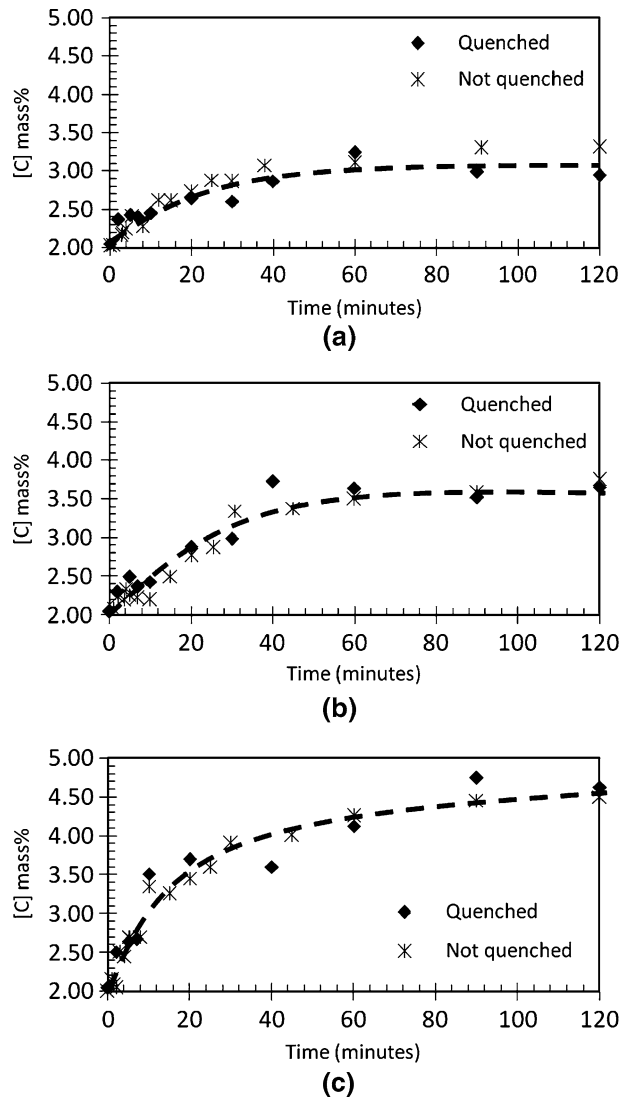 5.00
4.50
4.00
3.50
3.00
2.50
2.00
[C] mass%
Quenched
Not quenched
0 20 40 60 80 100 120
Time (minutes)
(a)
5.00
4.50
4.00
3.50
3.00
2.50
2.00
[C] mass%
Quenched
Not quenched
0 20 40 60 80 100 120
Time (minutes)
(b)
5.00
4.50
4.00
3.50
3.00
2.50
2.00
[C] mass%
Quenched
Not quenched
0 20 40 60 80 100 120
Time (minutes)
(c)